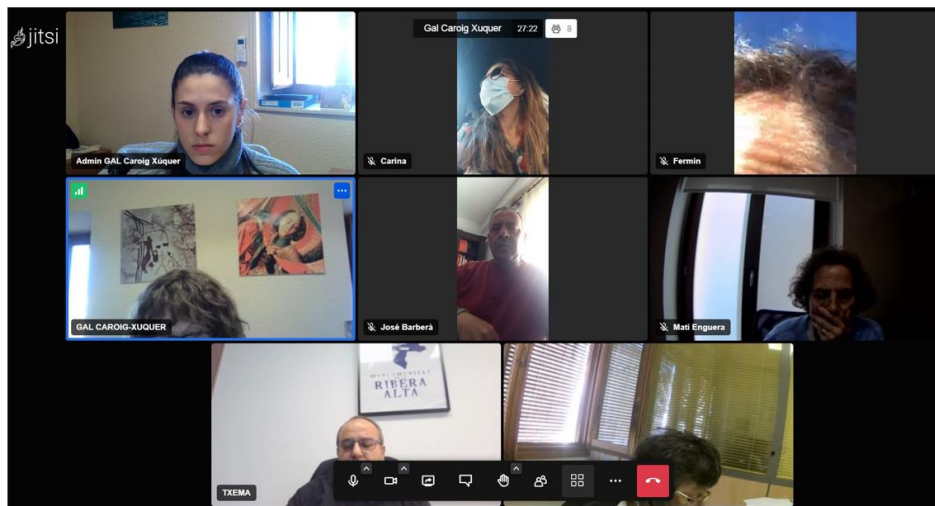 jitsi
Gal Caroig Xuquer 27:22 8
Admin GAL Caroig Xúquer
Carina
Fermin
GAL CAROIG-XUQUER
José Barberà
Mati Enguera
MANCOMUNITAT
RIBERA
ALTA
TXEMA